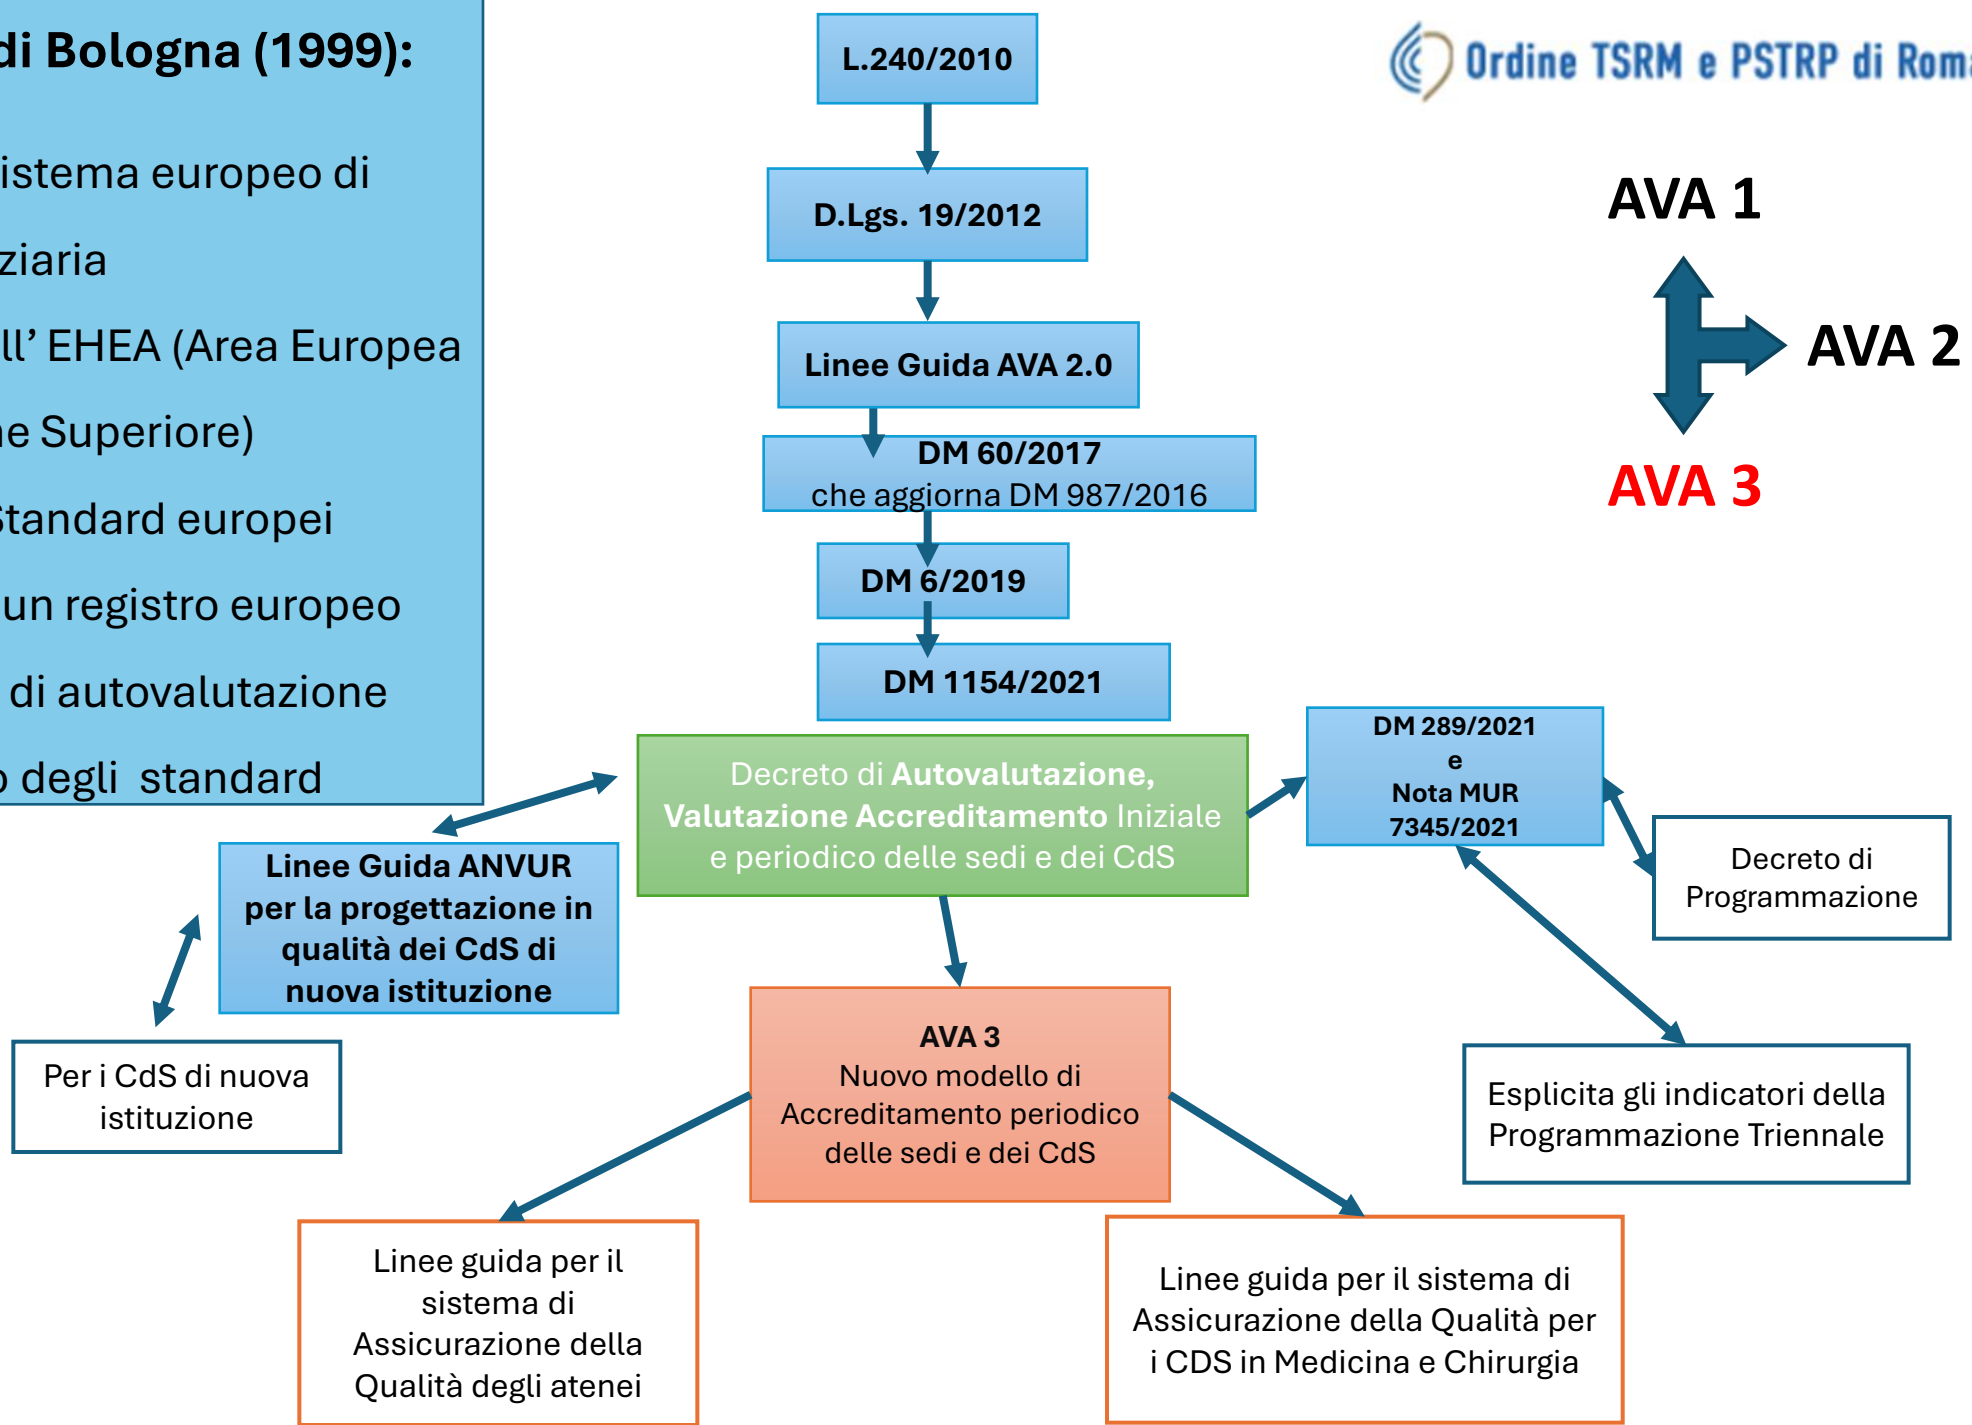 di Bologna (1999):
istema europeo di
ziaria
ll' EHEA (Area Europea
ne Superiore)
Standard europei
un registro europeo
di autovalutazione
o degli standard
L.240/2010
D.Lgs. 19/2012
Linee Guida AVA 2.0
DM 60/2017
che aggiorna DM 987/2016
DM 6/2019
DM 1154/2021
Ordine TSRM e PSTRP di Roma
AVA 1
AVA 2
AVA 3
Decreto di Autovalutazione,
Valutazione Accreditamento Iniziale
e periodico delle sedi e dei CdS
DM 289/2021
e
Nota MUR
7345/2021
Decreto di
Programmazione
Linee Guida ANVUR
per la progettazione in
qualità dei CdS di
nuova istituzione
Per i CdS di nuova
istituzione
AVA 3
Nuovo modello di
Accreditamento periodico
delle sedi e dei CdS
Esplicita gli indicatori della
Programmazione Triennale
Linee guida per il
sistema di
Assicurazione della
Qualità degli atenei
Linee guida per il sistema di
Assicurazione della Qualità per
i CDS in Medicina e Chirurgia